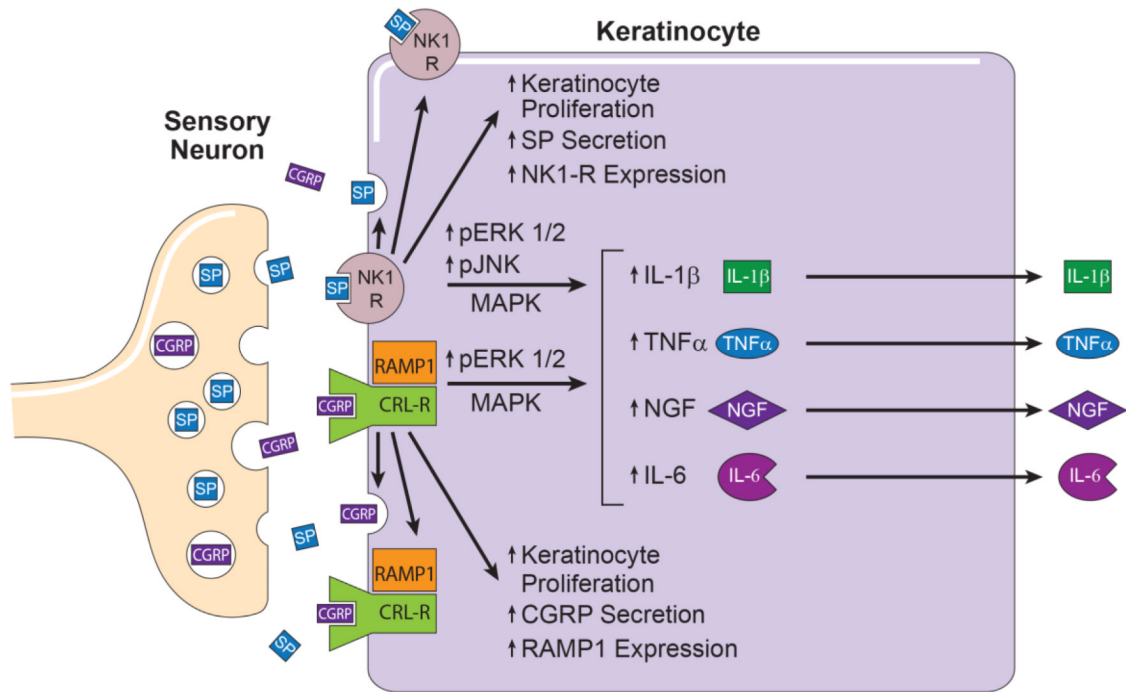 Keratinocyte
SP
NK1
R
↑ Keratinocyte
Proliferation
↑ SP Secretion
↑ NK1-R Expression
Sensory
Neuron
CGRP
SP
SP
SP
CGRP
SP
SP
CGRP
SP
CGRP
SP
SP
SP
NK1
R
↑ pERK 1/2
↑ pJNK
MAPK
RAMP1
CGRP
CRL-R
↑ pERK 1/2
MAPK
↑ IL-1β
IL-1β
IL-1β
↑ TNFα
TNFα
TNFα
↑ NGF
NGF
NGF
↑ IL-6
IL-6
IL-6
CGRP
RAMP1
CGRP
CRL-R
↑ Keratinocyte
Proliferation
↑ CGRP Secretion
↑ RAMP1 Expression